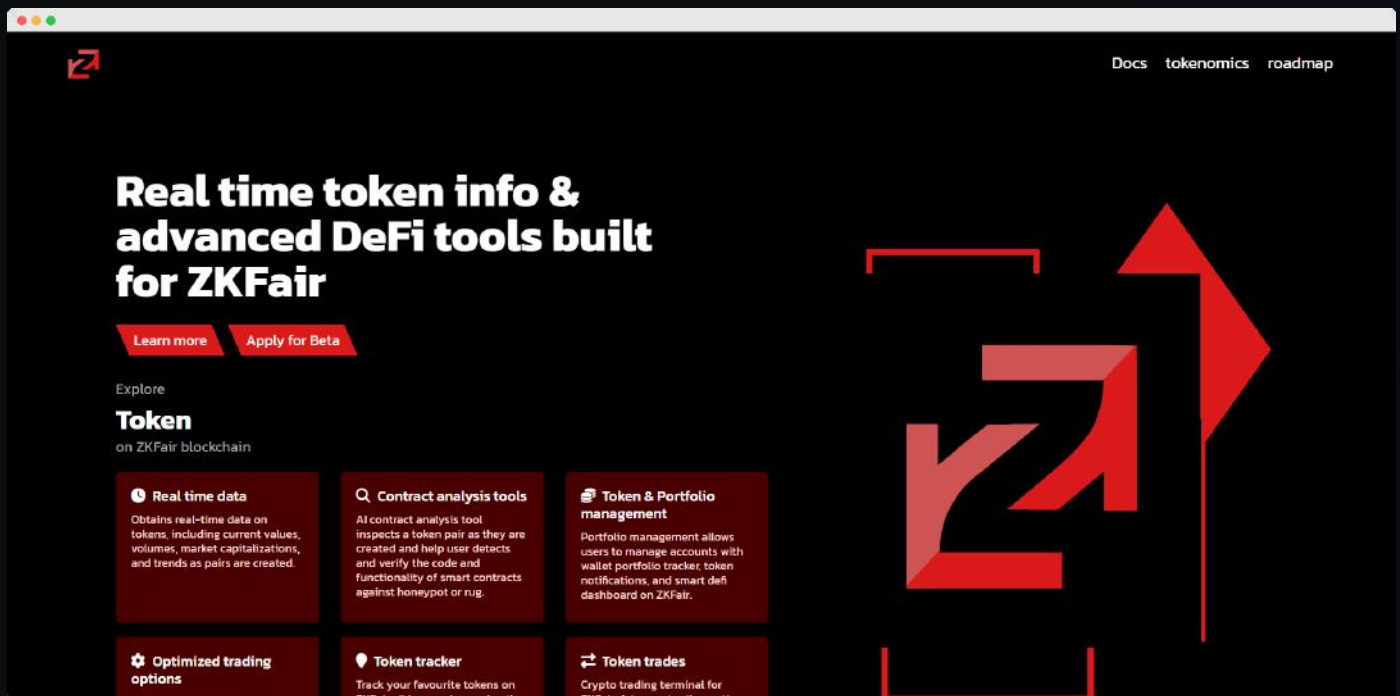 Docs tokenomics roadmap
Real time token info &
advanced DeFi tools built
for ZKFair
Learn more Apply for Beta
Explore
Token
on ZKFair blockchain
Real time data
Obtains real-time data on
tokens, including current values,
volumes, market capitalizations,
and trends as pairs are created.
Contract analysis tools
AI contract analysis tool
inspects a token pair as they are
created and help user detects
and verify the code and
functionality of smart contracts
against honeypot or rug.
Token & Portfolio
management
Portfolio management allows
users to manage accounts with
wallet portfolio tracker, token
notifications, and smart defi
dashboard on ZKFair.
Optimized trading
options
Token tracker
Track your favourite tokens on
Token trades
Crypto trading terminal for